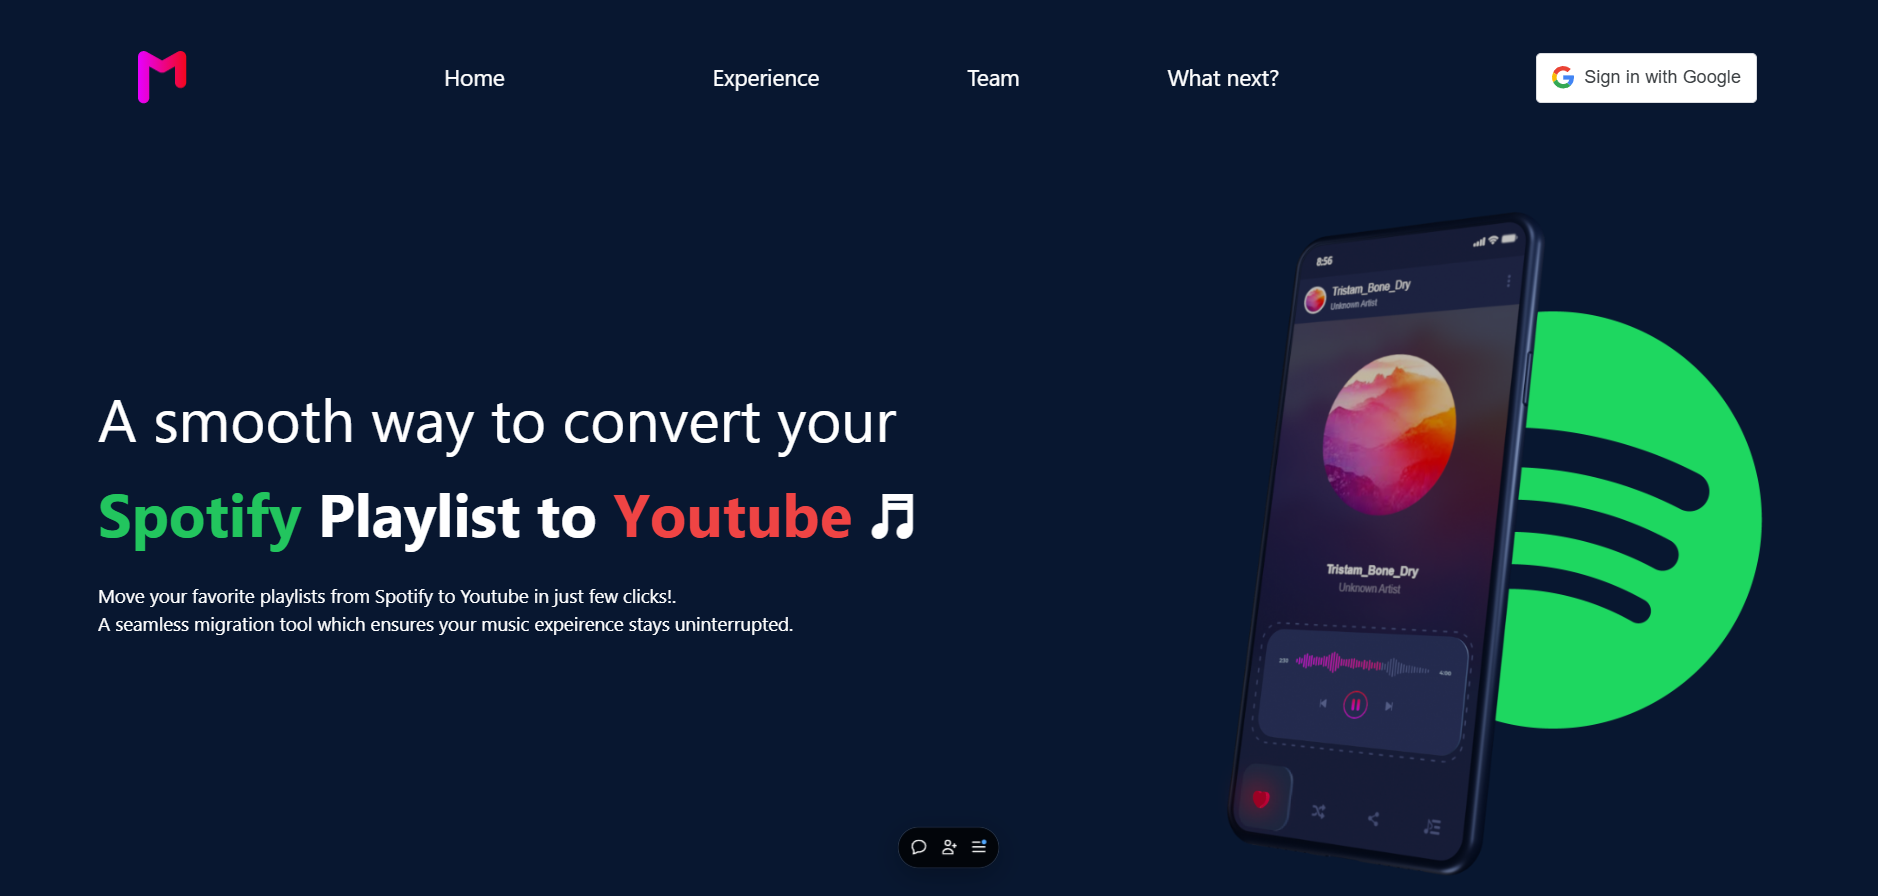 Home Experience Team What next? Sign in with Google
8:56
Tristam_Bone_Dry
Unknown Artist
A smooth way to convert your
Spotify Playlist to Youtube
Move your favorite playlists from Spotify to Youtube in just few clicks!.
A seamless migration tool which ensures your music expeirence stays uninterrupted.
Tristam_Bone_Dry
Unknown Artist
4:00